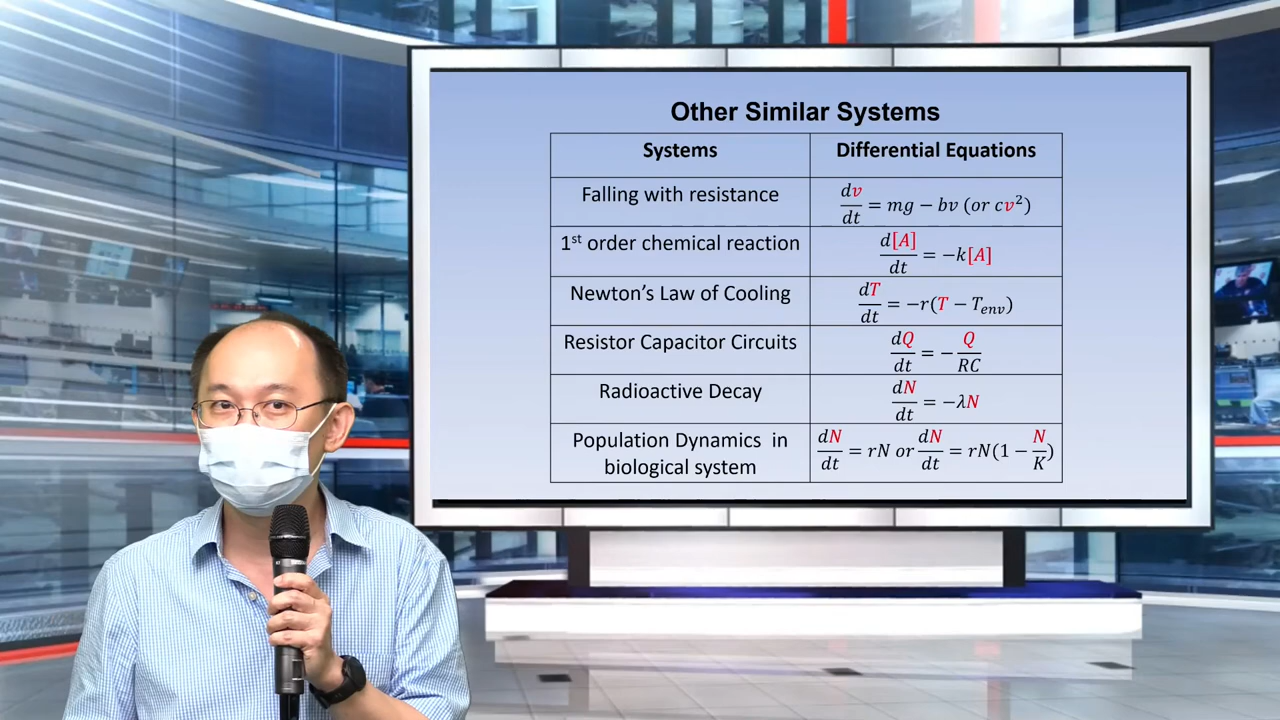 Other Similar Systems
Systems
Differential Equations
Falling with resistance
dv/dt = mg − bv (or cv²)
1st order chemical reaction
d[A]/dt = −k[A]
Newton’s Law of Cooling
dT/dt = −r(T − Tenv)
Resistor Capacitor Circuits
dQ/dt = − Q/RC
Radioactive Decay
dN/dt = −λN
Population Dynamics in
biological system
dN/dt = rN or dN/dt = rN(1 − N/K)